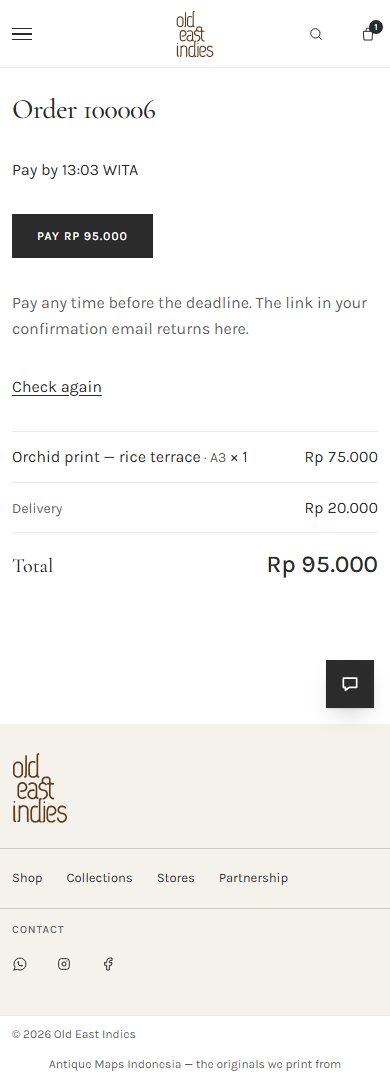 old
east
indies
1
Order 100006
Pay by 13:03 WITA
PAY RP 95.000
Pay any time before the deadline. The link in your
confirmation email returns here.
Check again
Orchid print — rice terrace · A3 × 1 Rp 75.000
Delivery Rp 20.000
Total Rp 95.000
old
east
indies
Shop Collections Stores Partnership
CONTACT
© 2026 Old East Indies
Antique Maps Indonesia — the originals we print from